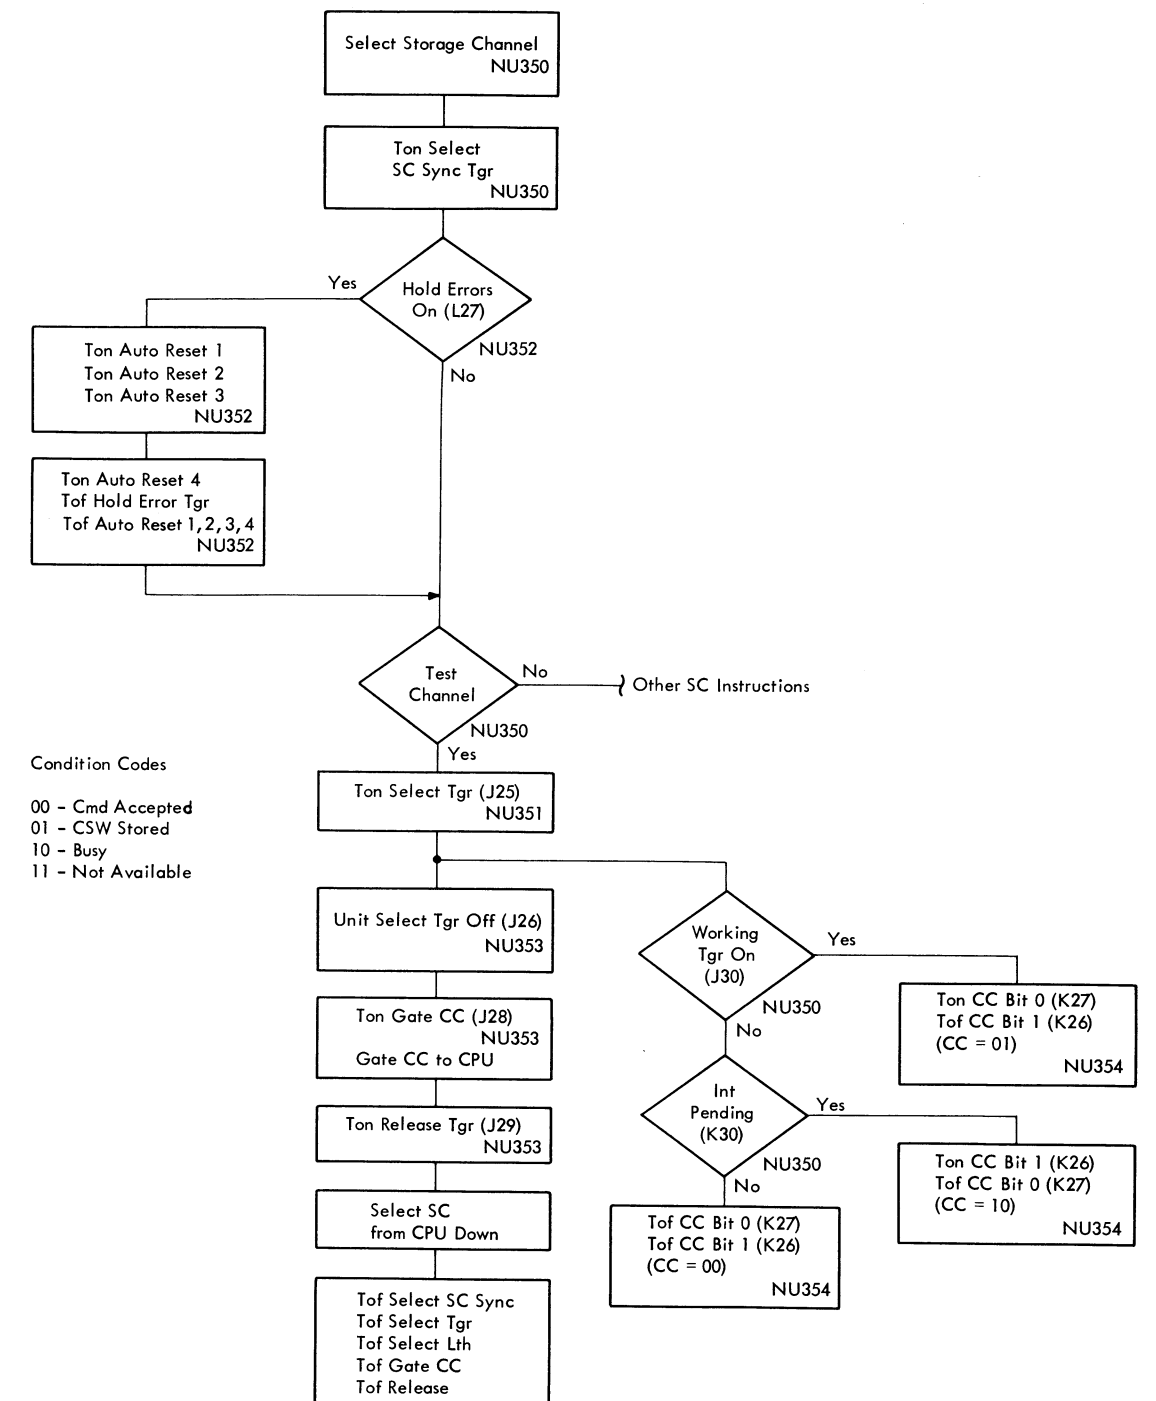 Select Storage Channel
NU350
Ton Select
SC Sync Tgr
NU350
Hold Errors
On (L27)
NU352
Yes
No
Ton Auto Reset 1
Ton Auto Reset 2
Ton Auto Reset 3
NU352
Ton Auto Reset 4
Tof Hold Error Tgr
Tof Auto Reset 1, 2, 3, 4
NU352
Test
Channel
NU350
No
Other SC Instructions
Yes
Condition Codes
00 - Cmd Accepted
01 - CSW Stored
10 - Busy
11 - Not Available
Ton Select Tgr (J25)
NU351
Unit Select Tgr Off (J26)
NU353
Ton Gate CC (J28)
NU353
Gate CC to CPU
Ton Release Tgr (J29)
NU353
Select SC
from CPU Down
Tof Select SC Sync
Tof Select Tgr
Tof Select Lth
Tof Gate CC
Tof Release
Working
Tgr On
(J30)
NU350
Yes
No
Ton CC Bit 0 (K27)
Tof CC Bit 1 (K26)
(CC = 01)
NU354
Int
Pending
(K30)
NU350
Yes
No
Ton CC Bit 1 (K26)
Tof CC Bit 0 (K27)
(CC = 10)
NU354
Tof CC Bit 0 (K27)
Tof CC Bit 1 (K26)
(CC = 00)
NU354